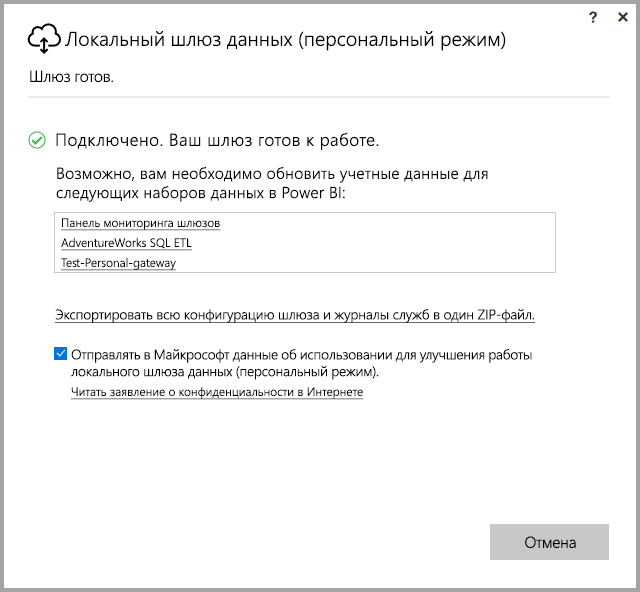 ?
Локальный шлюз данных (персональный режим)
Шлюз готов.
Подключено. Ваш шлюз готов к работе.
Возможно, вам необходимо обновить учетные данные для
следующих наборов данных в Power BI:
Панель мониторинга шлюзов
AdventureWorks SQL ETL
Test-Personal-gateway
Экспортировать всю конфигурацию шлюза и журналы служб в один ZIP-файл.
Отправлять в Майкрософт данные об использовании для улучшения работы
локального шлюза данных (персональный режим).
Читать заявление о конфиденциальности в Интернете
Отмена